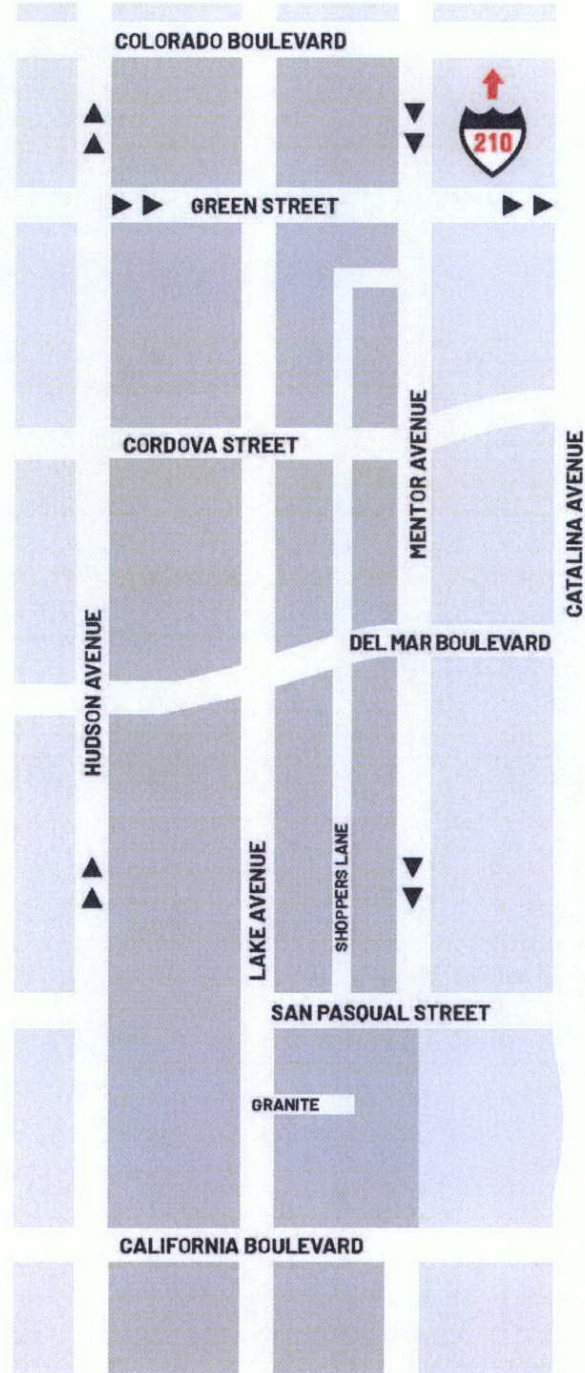 COLORADO BOULEVARD
210
GREEN STREET
CORDOVA STREET
MENTOR AVENUE
CATALINA AVENUE
HUDSON AVENUE
DEL MAR BOULEVARD
LAKE AVENUE
SHOPPERS LANE
SAN PASQUAL STREET
GRANITE
CALIFORNIA BOULEVARD